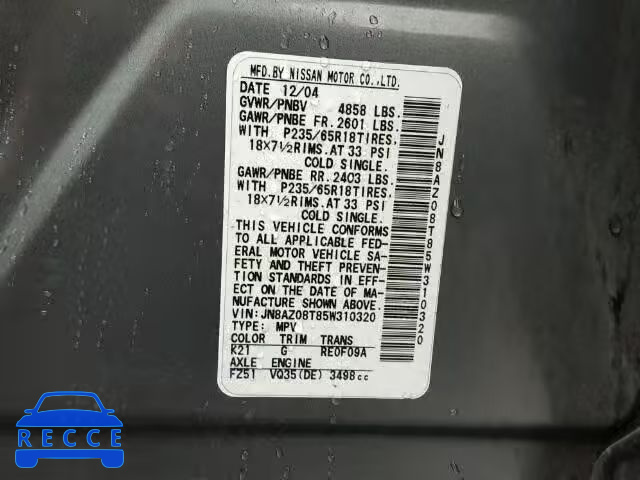 MFD.BY NISSAN MOTOR CO.,LTD.
DATE 12/04
GVWR/PNBV 4858 LBS.
GAWR/PNBE FR.2601 LBS.
WITH P235/65R18TIRES,
18X7½RIMS.AT 33 PSI
COLD SINGLE.
GAWR/PNBE RR.2403 LBS.
WITH P235/65R18TIRES,
18X7½RIMS.AT 33 PSI
COLD SINGLE.
THIS VEHICLE CONFORMS
TO ALL APPLICABLE FED-
ERAL MOTOR VEHICLE SA-
FETY AND THEFT PREVEN-
TION STANDARDS IN EFF-
ECT ON THE DATE OF MA-
NUFACTURE SHOWN ABOVE.
VIN:JN8AZ08T85W310320
TYPE: MPV
COLOR TRIM TRANS
K21 G RE0F09A
AXLE ENGINE
FZ51 VQ35(DE) 3498cc
JN8AZ08T85W310320
RECCE